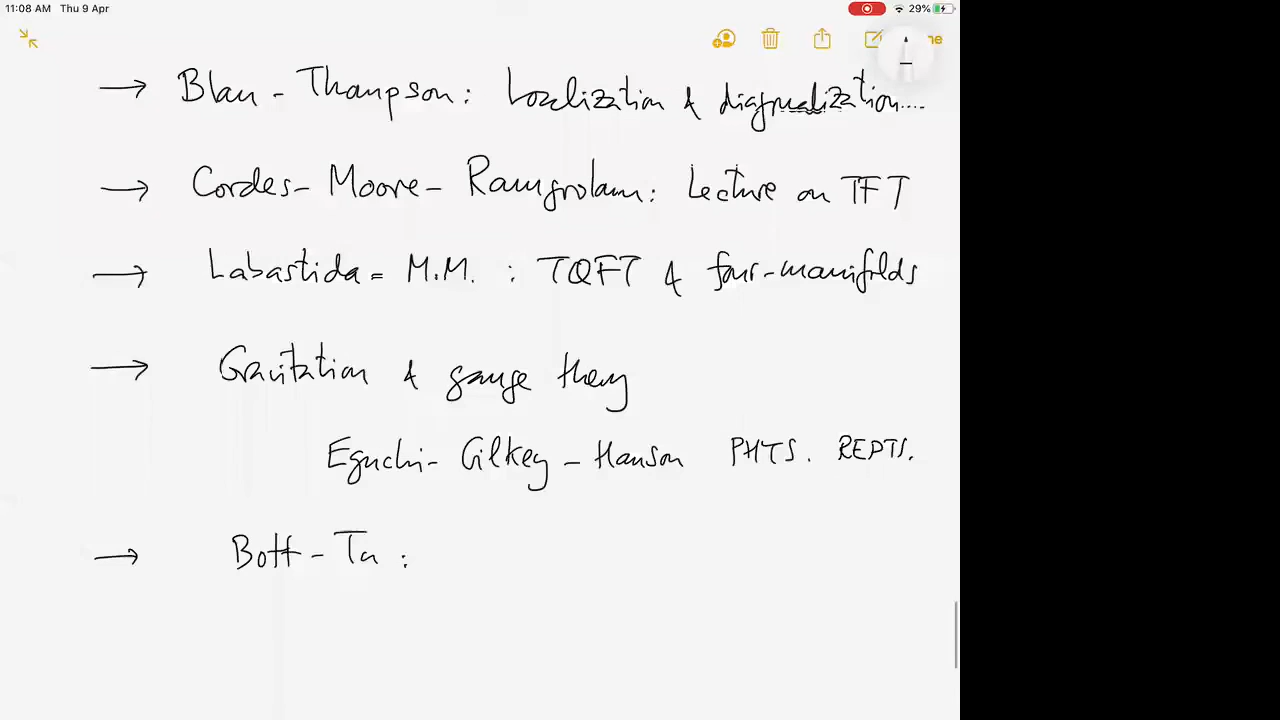 11:08 AM Thu 9 Apr 29%
→ Blau - Thompson: Localization & diagonalization....
→ Cordes - Moore - Ramgoolam: Lecture on TFT
→ Labastida = M.M. : TQFT & four-manifolds
→ Gravitation & gauge theory
Eguchi - Gilkey - Hanson PHYS. REPTS.
→ Bott - Tu :